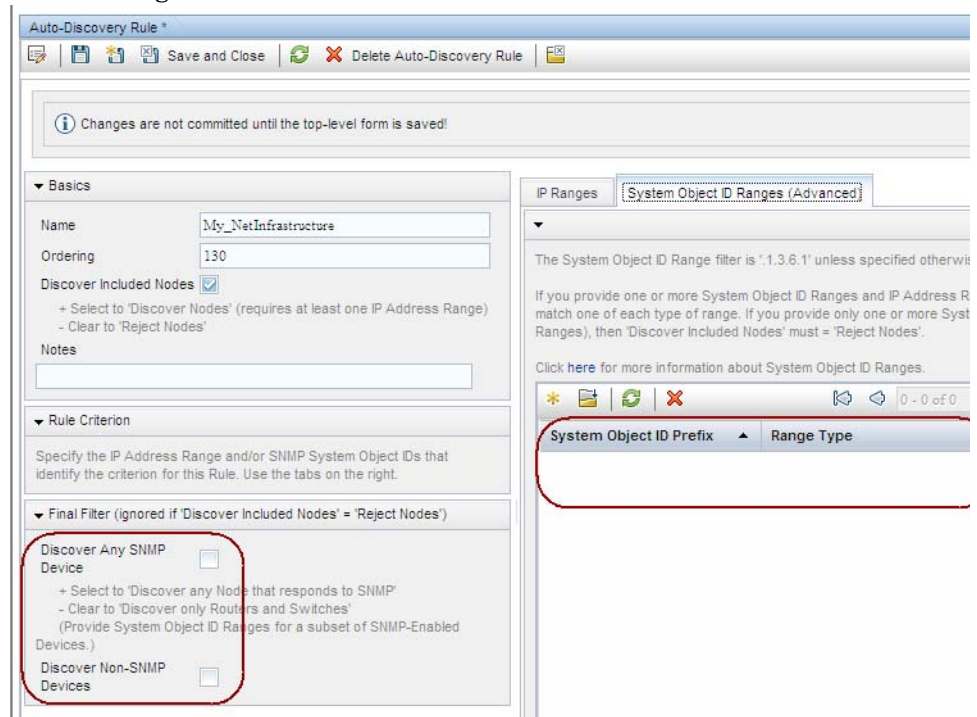 Auto-Discovery Rule *
Save and Close
Delete Auto-Discovery Rule
Changes are not committed until the top-level form is saved!
Basics
Name
My_NetInfrastructure
Ordering
130
Discover Included Nodes
+ Select to 'Discover Nodes' (requires at least one IP Address Range)
- Clear to 'Reject Nodes'
Notes
Rule Criterion
Specify the IP Address Range and/or SNMP System Object IDs that
identify the criterion for this Rule. Use the tabs on the right.
Final Filter (ignored if 'Discover Included Nodes' = 'Reject Nodes')
Discover Any SNMP
Device
+ Select to 'Discover any Node that responds to SNMP'
- Clear to 'Discover only Routers and Switches'
(Provide System Object ID Ranges for a subset of SNMP-Enabled
Devices.)
Discover Non-SNMP
Devices
IP Ranges
System Object ID Ranges (Advanced)
The System Object ID Range filter is '.1.3.6.1' unless specified
If you provide one or more System Object ID Ranges and IP Address
match one of each type of range. If you provide only one or more
Ranges), then 'Discover Included Nodes' must = 'Reject Nodes'.
Click here for more information about System Object ID Ranges.
0 - 0 of 0
System Object ID Prefix
Range Type